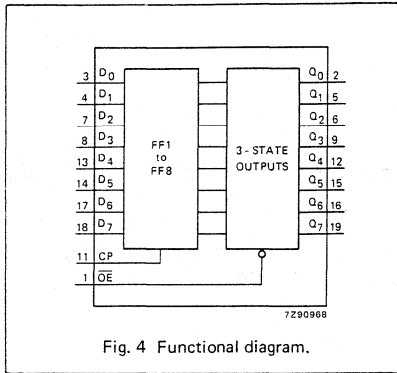 3 D0 Q0 2
4 D1 Q1 5
7 D2 Q2 6
8 D3 FF1 Q3 9
13 D4 to 3-STATE Q4 12
14 D5 FF8 OUTPUTS Q5 15
17 D6 Q6 16
18 D7 Q7 19
11 CP
1 OE
7Z90968
Fig. 4 Functional diagram.